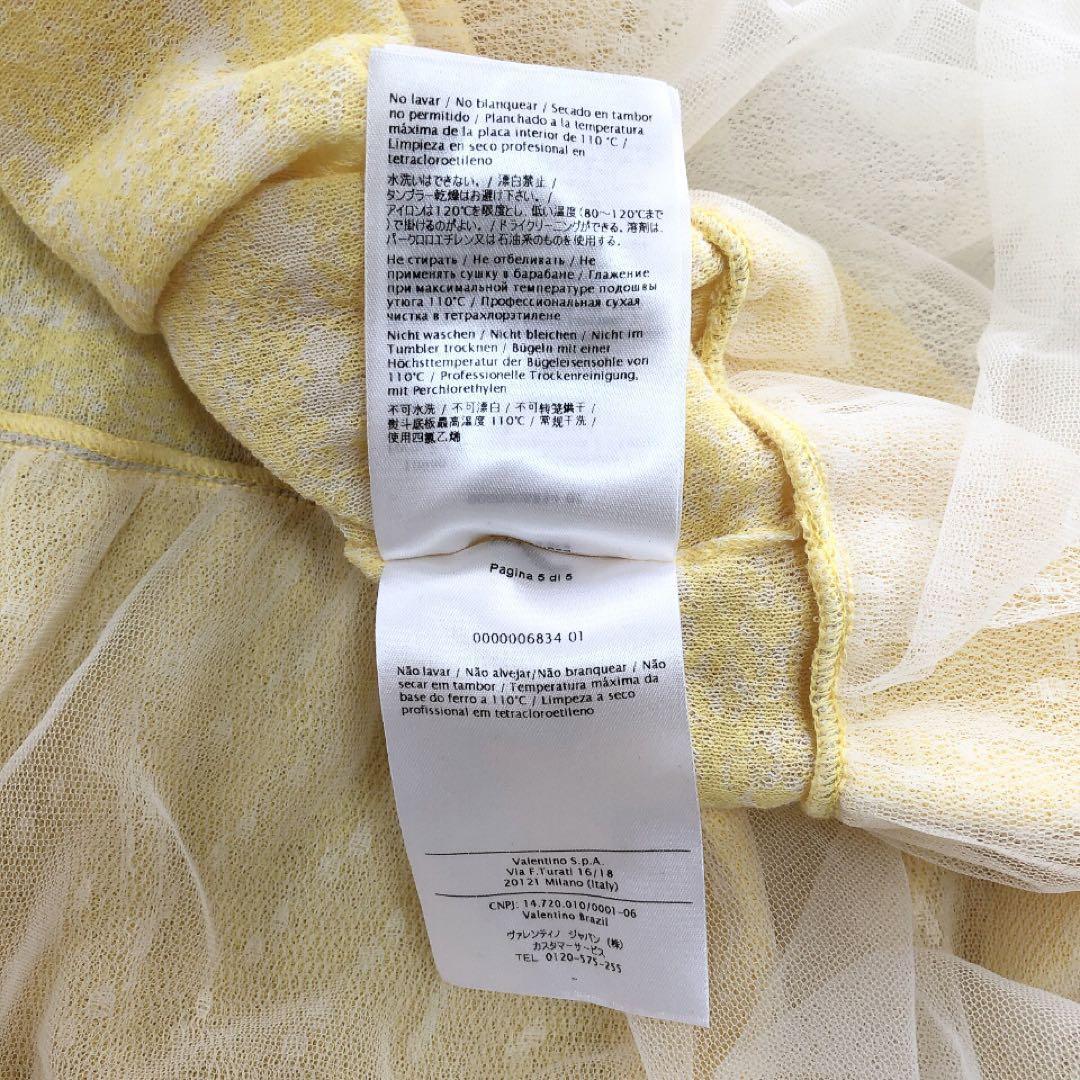 No lavar / No blanquear / Secado en tambor
no permitido / Planchado a la temperatura
máxima de la placa interior de 110 °C /
Limpieza en seco profesional en
tetracloroetileno
水洗いはできない。/ 漂白禁止 /
タンブラー乾燥はお避け下さい。/
アイロンは120℃を限度とし、低い温度(80〜120℃まで
)で掛けるのがよい。/ ドライクリーニングができる。溶剤は、
パークロロエチレン又は石油系のものを使用する。
Не стирать / Не отбеливать / Не
применять сушку в барабане / Глажение
при максимальной температуре подошвы
утюга 110°C / Профессиональная сухая
чистка в тетрахлорэтилене
Nicht waschen / Nicht bleichen / Nicht im
Tumbler trocknen / Bügeln mit einer
Höchsttemperatur der Bügeleisensohle von
110°C / Professionelle Trockenreinigung,
mit Perchlorethylen
不可水洗 / 不可漂白 / 不可转笼烘干 /
熨斗底板最高温度 110℃ / 常规干洗 /
使用四氯乙烯
Pagina 5 di 5
0000006834 01
Não lavar / Não alvejar/Não branquear / Não
secar em tambor / Temperatura máxima da
base do ferro a 110°C / Limpeza a seco
profissional em tetracloroetileno
Valentino S.p.A.
Via F.Turati 16/18
20121 Milano (Italy)
CNPJ: 14.720.010/0001-06
Valentino Brazil
ヴァレンティノ ジャパン (株)
カスタマーサービス
TEL 0120-575-255